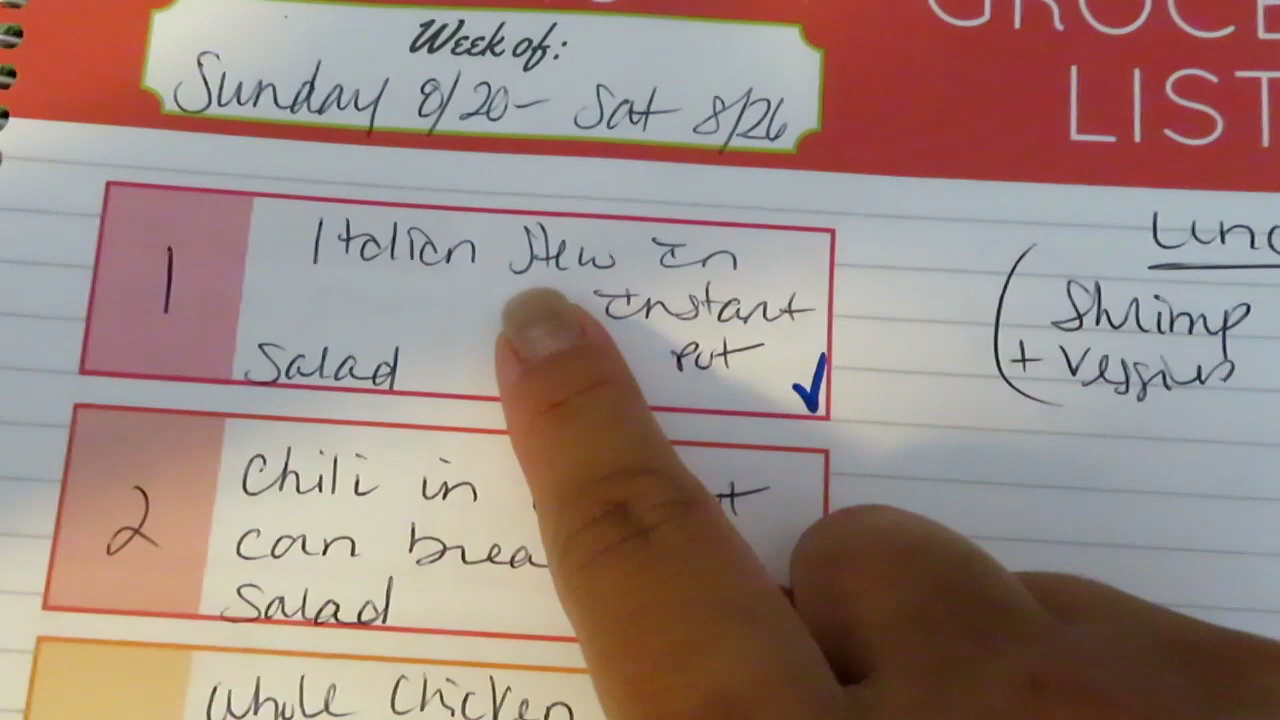 GROCE
LIST
Week of:
Sunday 8/20 - Sat 8/26
1
Italian Stew in
Instant
Pot
Salad
2
Chili in
can brea
Salad
Whole Chicken
Lunc
Shrimp
+ Veggies